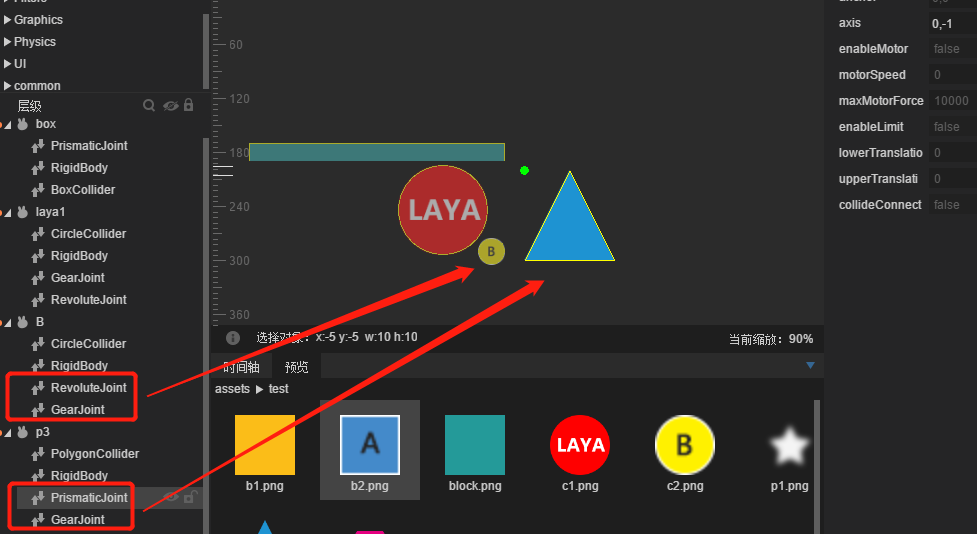 Graphics
Physics
UI
common
层级
box
PrismaticJoint
RigidBody
BoxCollider
laya1
CircleCollider
RigidBody
GearJoint
RevoluteJoint
B
CircleCollider
RigidBody
RevoluteJoint
GearJoint
p3
PolygonCollider
RigidBody
PrismaticJoint
GearJoint
60
120
180
240
300
360
LAYA
B
选择对象: x:-5 y:-5 w:10 h:10
当前缩放: 90%
时间轴 预览
assets test
A
LAYA
B
b1.png b2.png block.png c1.png c2.png p1.png
axis 0,-1
enableMotor false
motorSpeed 0
maxMotorForce 10000
enableLimit false
lowerTranslatio 0
upperTranslati 0
collideConnect false